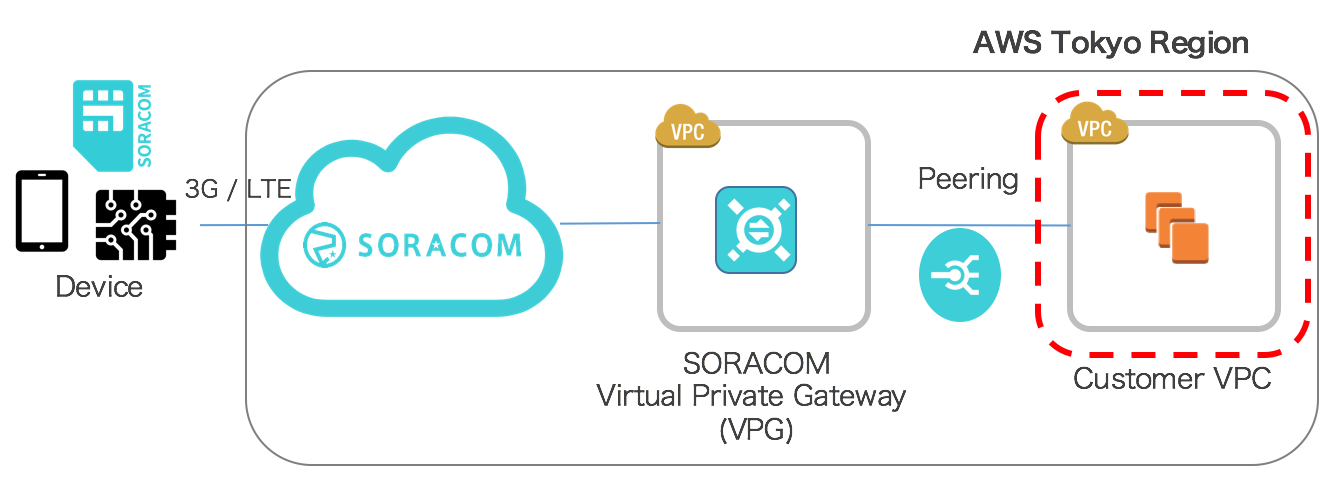 AWS Tokyo Region
SORACOM
3G / LTE
Device
SORACOM
VPC
SORACOM
Virtual Private Gateway
(VPG)
Peering
VPC
Customer VPC